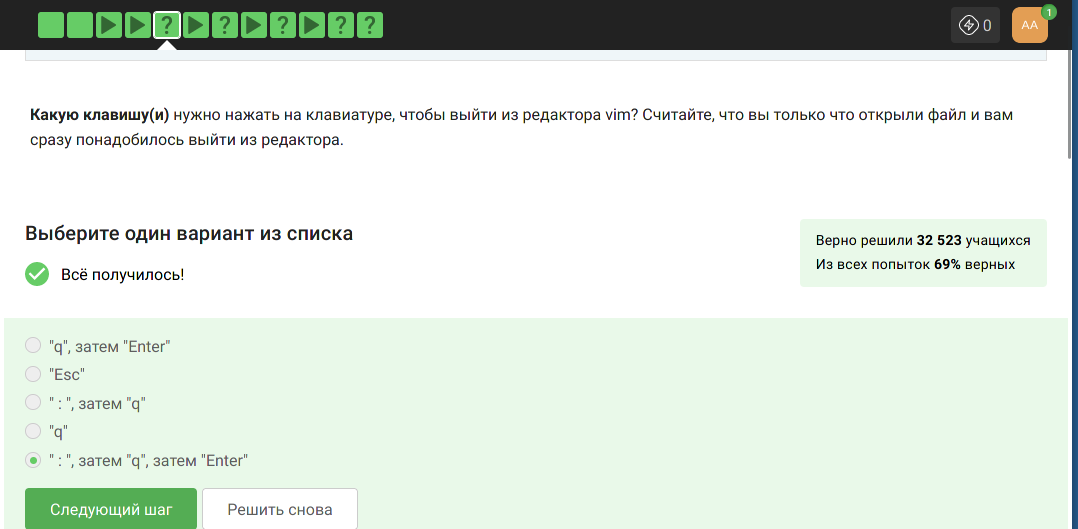 ? ? ? ? ?
0
AA
1
Какую клавишу(и) нужно нажать на клавиатуре, чтобы выйти из редактора vim? Считайте, что вы только что открыли файл и вам
сразу понадобилось выйти из редактора.
Выберите один вариант из списка
Верно решили 32 523 учащихся
Из всех попыток 69% верных
Всё получилось!
"q", затем "Enter"
"Esc"
" : ", затем "q"
"q"
" : ", затем "q", затем "Enter"
Следующий шаг
Решить снова